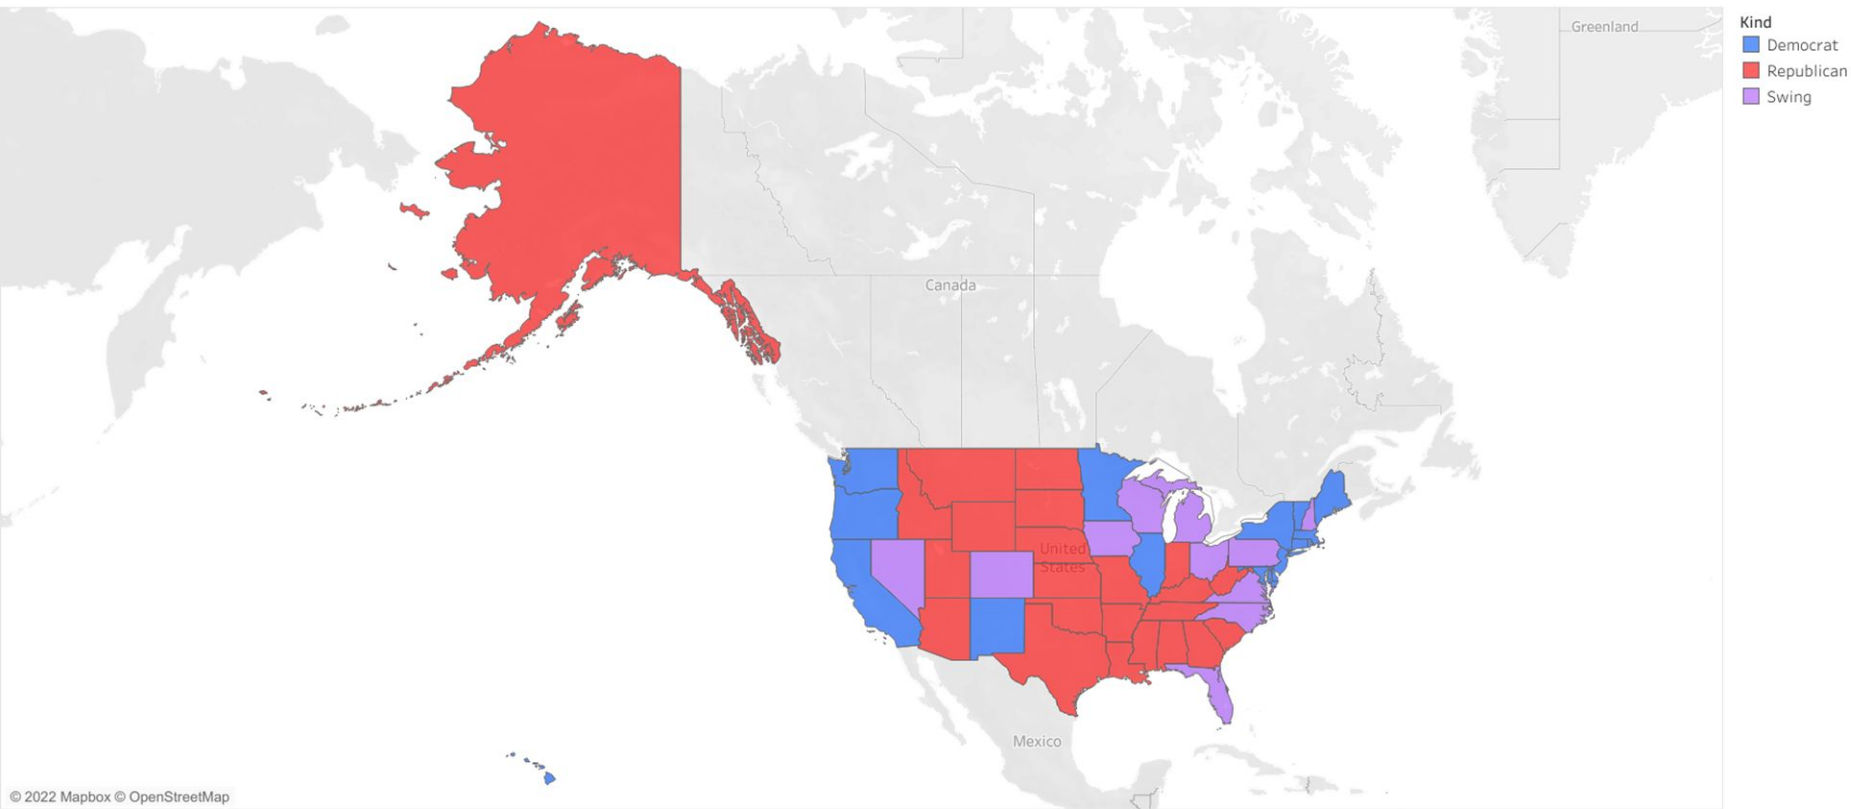 Greenland
Kind
Democrat
Republican
Swing
Canada
United
States
Mexico
© 2022 Mapbox © OpenStreetMap